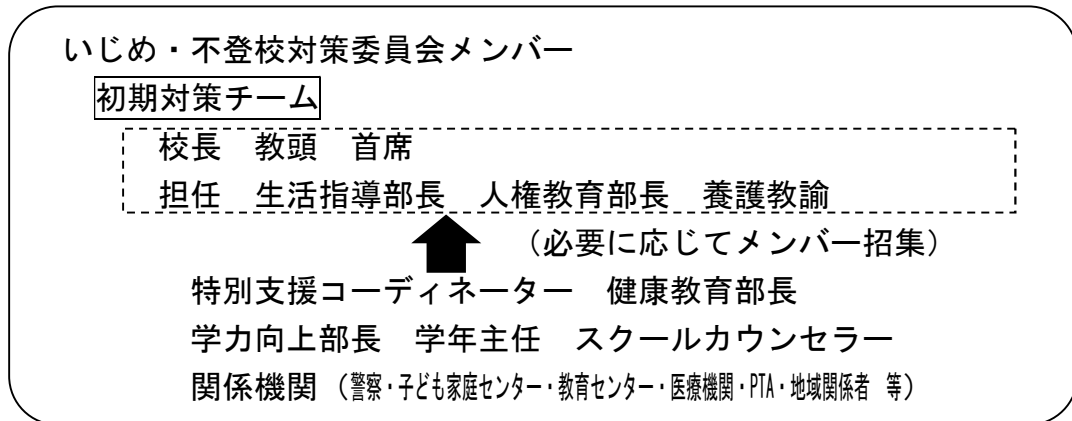 いじめ・不登校対策委員会メンバー
初期対策チーム
校長　教頭　首席
担任　生活指導部長　人権教育部長　養護教諭
（必要に応じてメンバー招集）
特別支援コーディネーター　健康教育部長
学力向上部長　学年主任　スクールカウンセラー
関係機関（警察・子ども家庭センター・教育センター・医療機関・PTA・地域関係者　等）